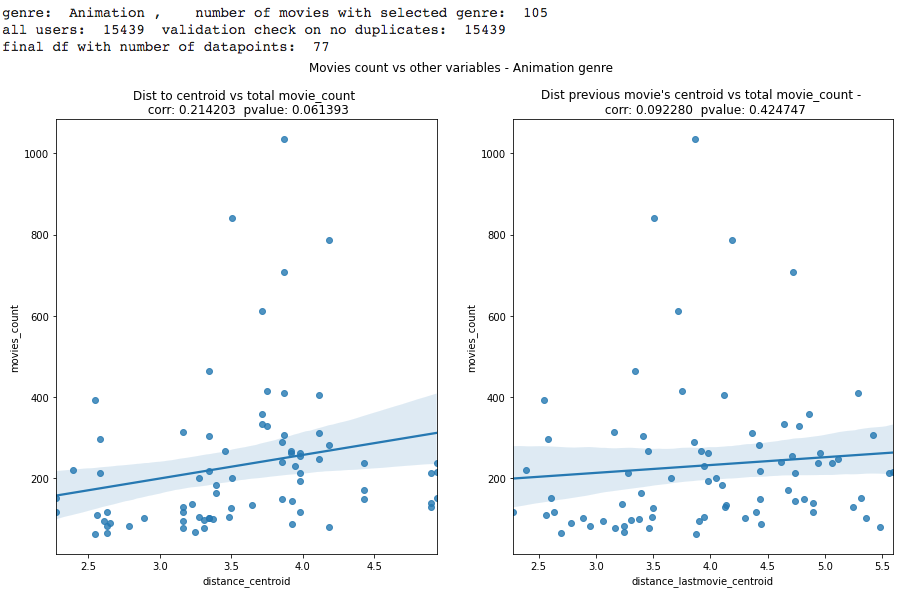 genre:  Animation ,    number of movies with selected genre:  105
all users:  15439  validation check on no duplicates:  15439
final df with number of datapoints:  77
Movies count vs other variables - Animation genre
Dist to centroid vs total movie_count
corr: 0.214203  pvalue: 0.061393
1000
800
600
400
200
movies_count
2.5 3.0 3.5 4.0 4.5
distance_centroid
Dist previous movie's centroid vs total movie_count -
corr: 0.092280  pvalue: 0.424747
1000
800
600
400
200
movies_count
2.5 3.0 3.5 4.0 4.5 5.0 5.5
distance_lastmovie_centroid